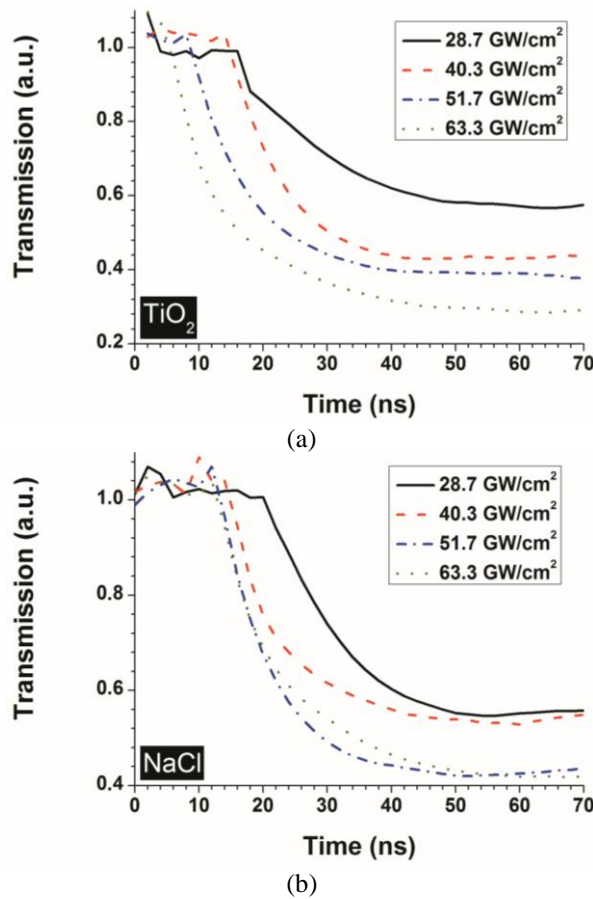 28.7 GW/cm²
40.3 GW/cm²
51.7 GW/cm²
63.3 GW/cm²
Transmission (a.u.)
1.0
0.8
0.6
0.4
0.2
TiO₂
0 10 20 30 40 50 60 70
Time (ns)
(a)
28.7 GW/cm²
40.3 GW/cm²
51.7 GW/cm²
63.3 GW/cm²
Transmission (a.u.)
1.0
0.8
0.6
0.4
NaCl
0 10 20 30 40 50 60 70
Time (ns)
(b)